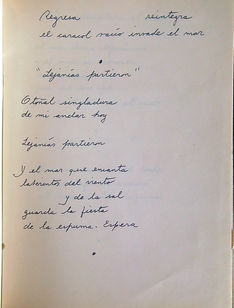 Regresa reintegra
el caracol vacío invade el mar
"Lejanías partieron"
Otoñal singladura
de mi andar hoy
Lejanías partieron
Y el mar que encanta
laberintos del viento
y de la sal
guarda la fiesta
de la espuma. Espera